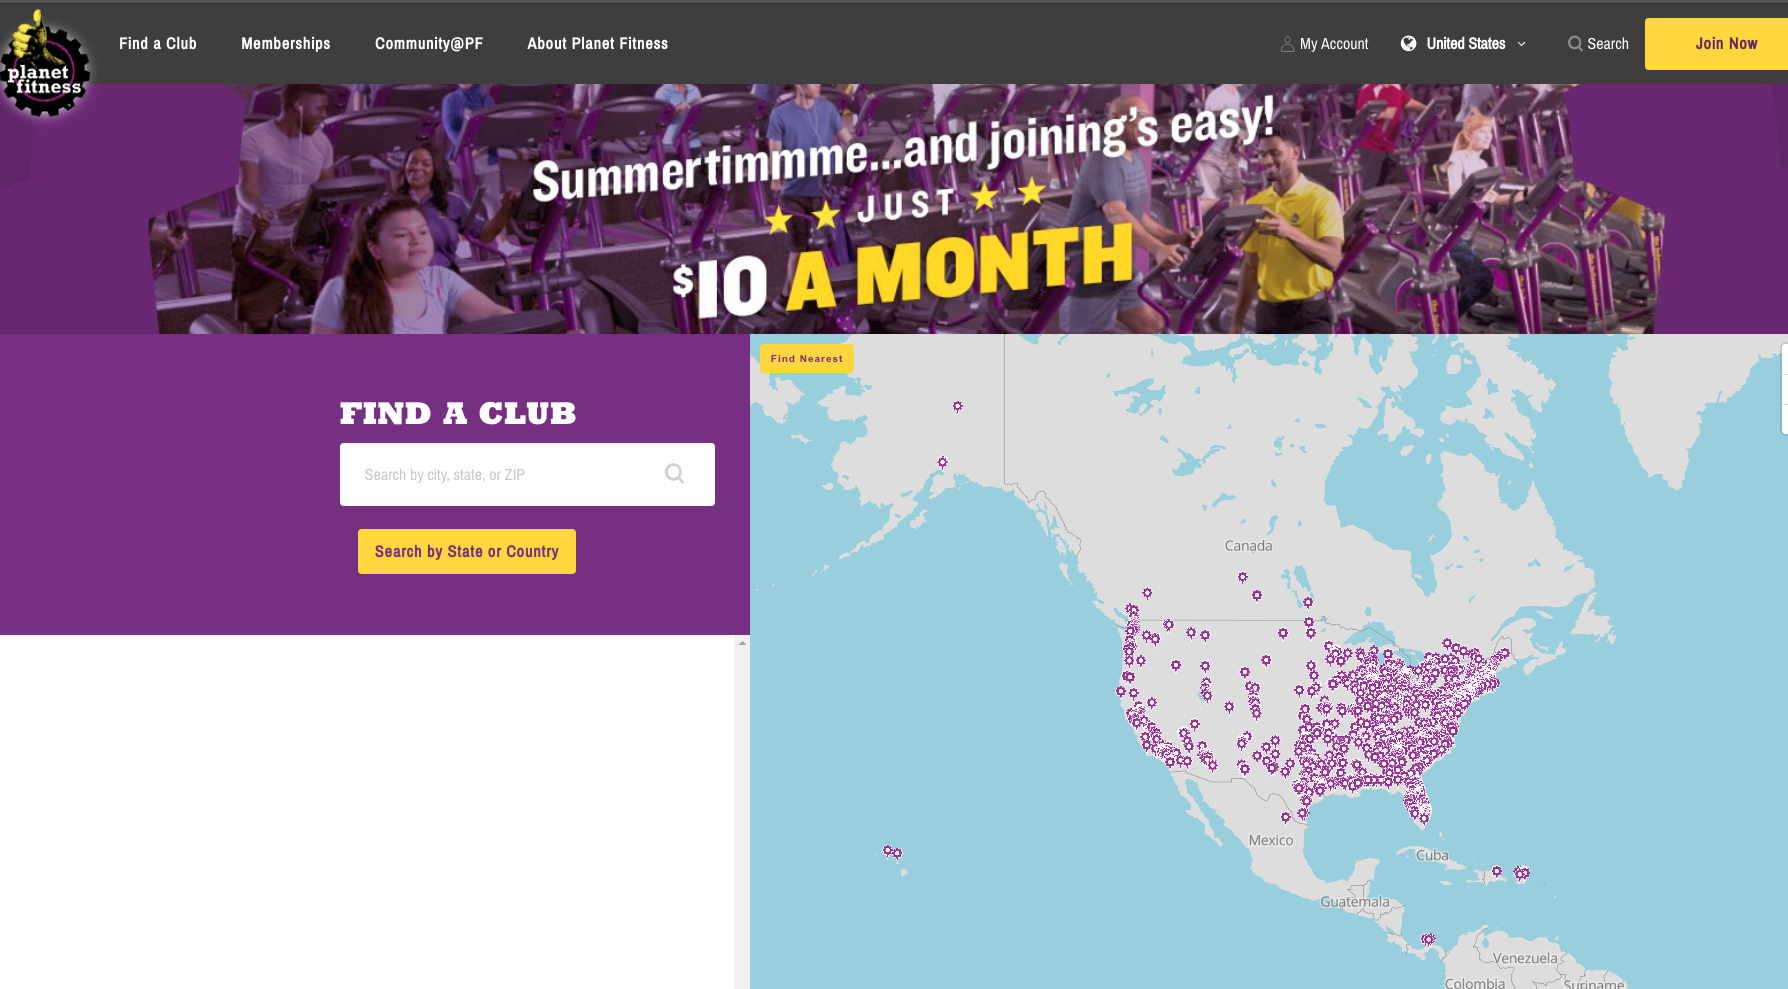 planet
fitness
Find a Club
Memberships
Community@PF
About Planet Fitness
My Account
United States
Search
Join Now
Summertimmme...and joining's easy!
JUST
$10 A MONTH
FIND A CLUB
Search by city, state, or ZIP
Search by State or Country
Find Nearest
Canada
Mexico
Cuba
Guatemala
Venezuela
Colombia
Suriname